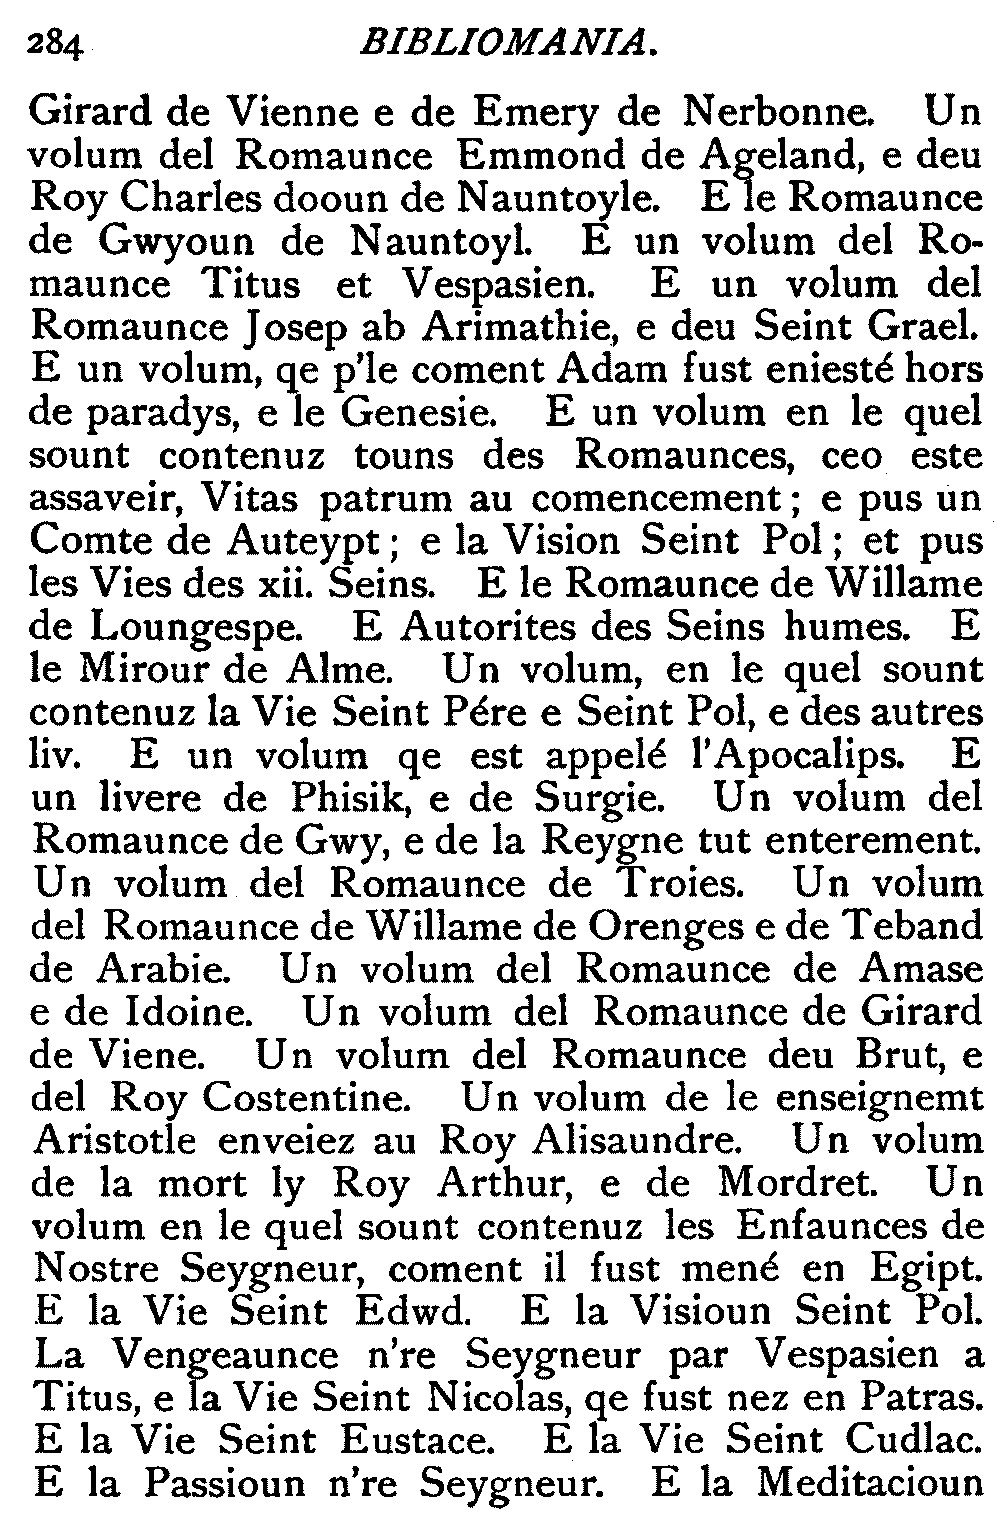 284 BIBLIOMANIA.
Girard de Vienne e de Emery de Nerbonne. Un
volum del Romaunce Emmond de Ageland, e deu
Roy Charles dooun de Nauntoyle. E le Romaunce
de Gwyoun de Nauntoyl. E un volum del Ro-
maunce Titus et Vespasien. E un volum del
Romaunce Josep ab Arimathie, e deu Seint Grael.
E un volum, qe p'le coment Adam fust eniesté hors
de paradys, e le Genesie. E un volum en le quel
sount contenuz touns des Romaunces, ceo este
assaveir, Vitas patrum au comencement; e pus un
Comte de Auteypt; e la Vision Seint Pol; et pus
les Vies des xii. Seins. E le Romaunce de Willame
de Loungespe. E Autorites des Seins humes. E
le Mirour de Alme. Un volum, en le quel sount
contenuz la Vie Seint Pére e Seint Pol, e des autres
liv. E un volum qe est appelé l'Apocalips. E
un livere de Phisik, e de Surgie. Un volum del
Romaunce de Gwy, e de la Reygne tut enterement.
Un volum del Romaunce de Troies. Un volum
del Romaunce de Willame de Orenges e de Teband
de Arabie. Un volum del Romaunce de Amase
e de Idoine. Un volum del Romaunce de Girard
de Viene. Un volum del Romaunce deu Brut, e
del Roy Costentine. Un volum de le enseignemt
Aristotle enveiez au Roy Alisaundre. Un volum
de la mort ly Roy Arthur, e de Mordret. Un
volum en le quel sount contenuz les Enfaunces de
Nostre Seygneur, coment il fust mené en Egipt.
E la Vie Seint Edwd. E la Visioun Seint Pol.
La Vengeaunce n're Seygneur par Vespasien a
Titus, e la Vie Seint Nicolas, qe fust nez en Patras.
E la Vie Seint Eustace. E la Vie Seint Cudlac.
E la Passioun n're Seygneur. E la Meditacioun